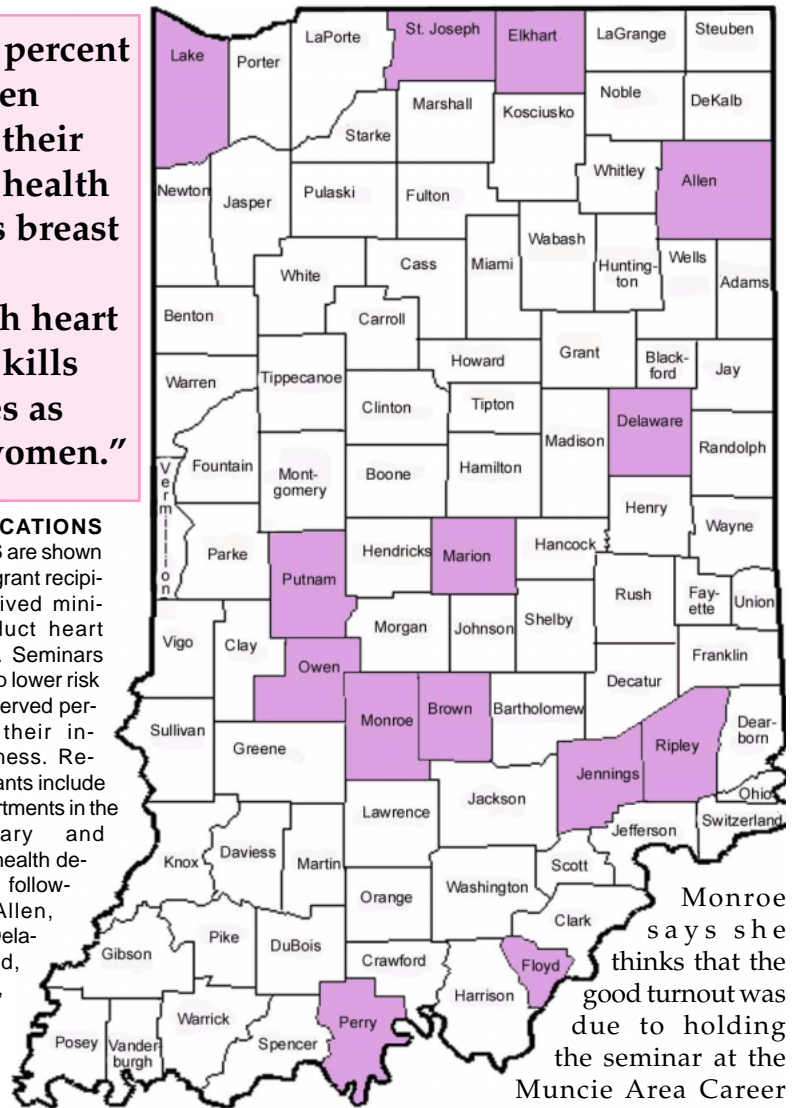 percent
en
their
health
s breast
h heart
kills
es as
women.”
CATIONS
are shown
grant recipi-
ived mini-
duct heart
. Seminars
o lower risk
erved per-
their in-
ness. Re-
ants include
rtments in the
ary and
health de-
follow-
Allen,
Dela-
d,
,
Lake
Porter
LaPorte
St. Joseph
Elkhart
LaGrange
Steuben
Noble
DeKalb
Marshall
Kosciusko
Starke
Whitley
Allen
Newton
Jasper
Pulaski
Fulton
Wabash
Hunting-
ton
Wells
Adams
White
Cass
Miami
Benton
Carroll
Howard
Grant
Black-
ford
Jay
Warren
Tippecanoe
Clinton
Tipton
Madison
Delaware
Randolph
Vermillion
Fountain
Mont-
gomery
Boone
Hamilton
Henry
Wayne
Parke
Putnam
Hendricks
Marion
Hancock
Rush
Fay-
ette
Union
Vigo
Clay
Owen
Morgan
Johnson
Shelby
Decatur
Franklin
Sullivan
Greene
Monroe
Brown
Bartholomew
Jennings
Ripley
Dear-
born
Ohio
Switzerland
Jefferson
Jackson
Lawrence
Knox
Daviess
Martin
Scott
Washington
Orange
Clark
Gibson
Pike
DuBois
Crawford
Floyd
Harrison
Posey
Vander-
burgh
Warrick
Spencer
Perry
Monroe
says she
thinks that the
good turnout was
due to holding
the seminar at the
Muncie Area Career